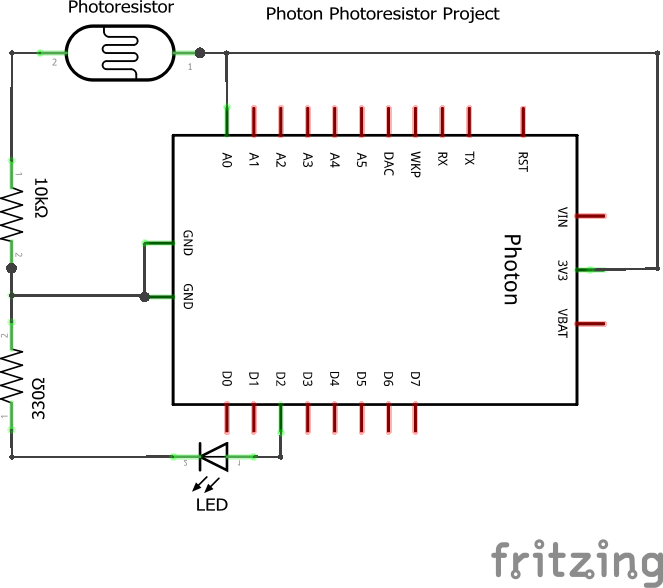 Photoresistor
Photon Photoresistor Project
2
1
A0
A1
A2
A3
A4
A5
DAC
WKP
RX
TX
RST
1
10kΩ
2
GND
GND
VIN
3V3
VBAT
Photon
2
330Ω
1
D0
D1
D2
D3
D4
D5
D6
D7
2
1
LED
fritzing